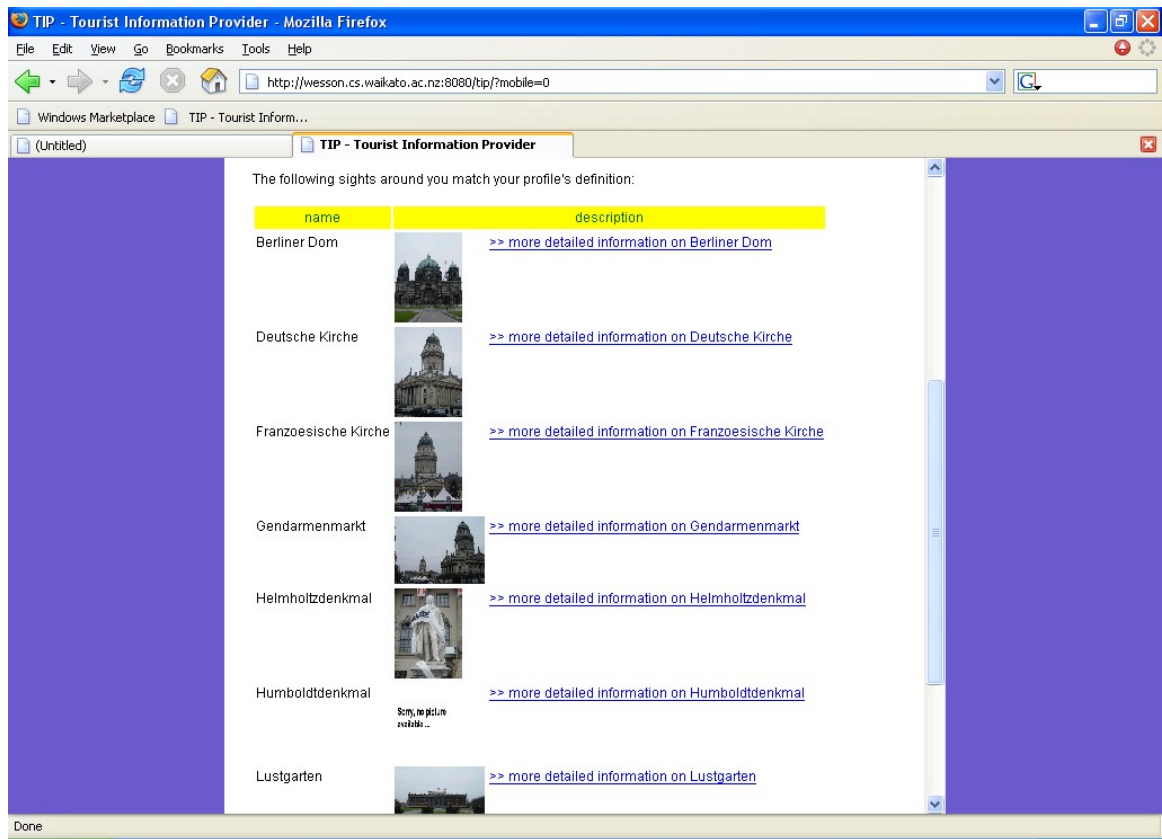 TIP - Tourist Information Provider - Mozilla Firefox
File Edit View Go Bookmarks Tools Help
http://wesson.cs.waikato.ac.nz:8080/tip/?mobile=0
G
Windows Marketplace TIP - Tourist Inform...
(Untitled) TIP - Tourist Information Provider
The following sights around you match your profile's definition:
name description
Berliner Dom >> more detailed information on Berliner Dom
Deutsche Kirche >> more detailed information on Deutsche Kirche
Franzoesische Kirche >> more detailed information on Franzoesische Kirche
Gendarmenmarkt >> more detailed information on Gendarmenmarkt
Helmholtzdenkmal >> more detailed information on Helmholtzdenkmal
Humboldtdenkmal >> more detailed information on Humboldtdenkmal
Sorry, no picture
available ...
Lustgarten >> more detailed information on Lustgarten
Done